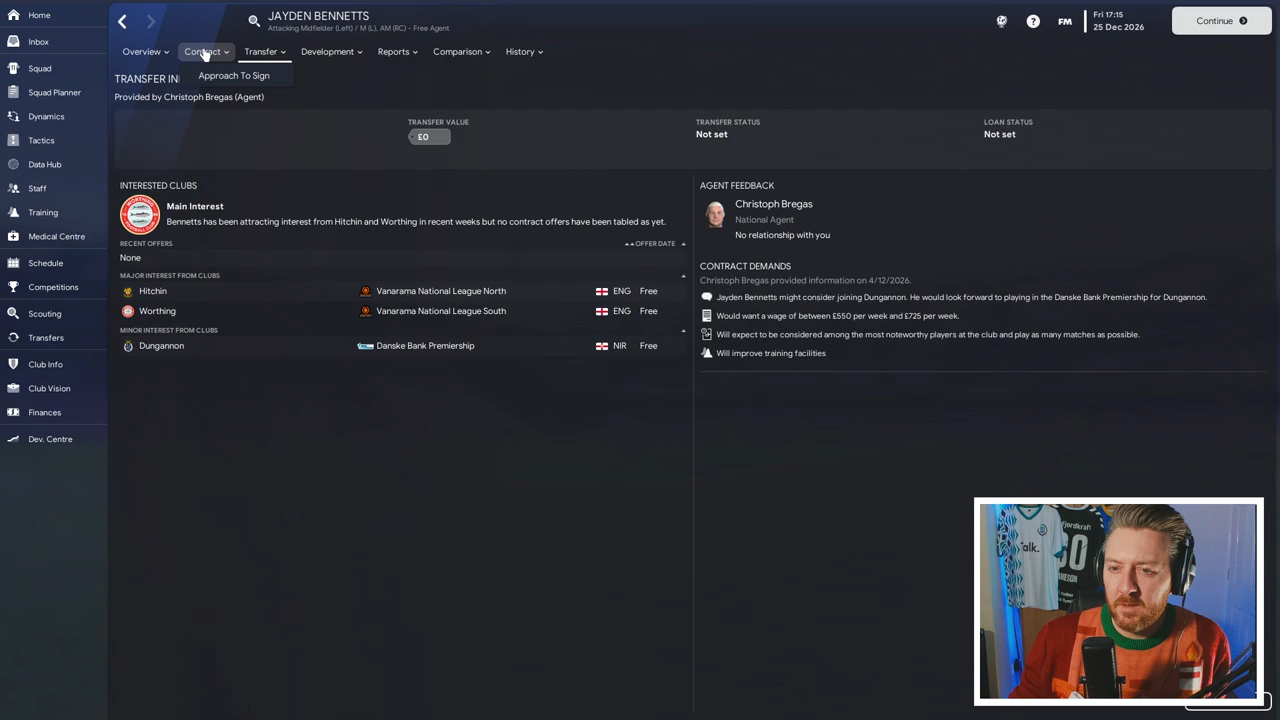 Home
Inbox
Squad
Squad Planner
Dynamics
Tactics
Data Hub
Staff
Training
Medical Centre
Schedule
Competitions
Scouting
Transfers
Club Info
Club Vision
Finances
Dev. Centre
JAYDEN BENNETTS
Attacking Midfielder (Left) / M (L), AM (RC) - Free Agent
FM
Fri 17:15
25 Dec 2026
Continue
Overview Contract Transfer Development Reports Comparison History
Approach To Sign
TRANSFER IN
Provided by Christoph Bregas (Agent)
TRANSFER VALUE
£0
TRANSFER STATUS
Not set
LOAN STATUS
Not set
INTERESTED CLUBS
Main Interest
Bennetts has been attracting interest from Hitchin and Worthing in recent weeks but no contract offers have been tabled as yet.
RECENT OFFERS OFFER DATE
None
MAJOR INTEREST FROM CLUBS
Hitchin Vanarama National League North ENG Free
Worthing Vanarama National League South ENG Free
MINOR INTEREST FROM CLUBS
Dungannon Danske Bank Premiership NIR Free
AGENT FEEDBACK
Christoph Bregas
National Agent
No relationship with you
CONTRACT DEMANDS
Christoph Bregas provided information on 4/12/2026.
Jayden Bennetts might consider joining Dungannon. He would look forward to playing in the Danske Bank Premiership for Dungannon.
Would want a wage of between £550 per week and £725 per week.
Will expect to be considered among the most noteworthy players at the club and play as many matches as possible.
Will improve training facilities
Talk.
Fjordkraft